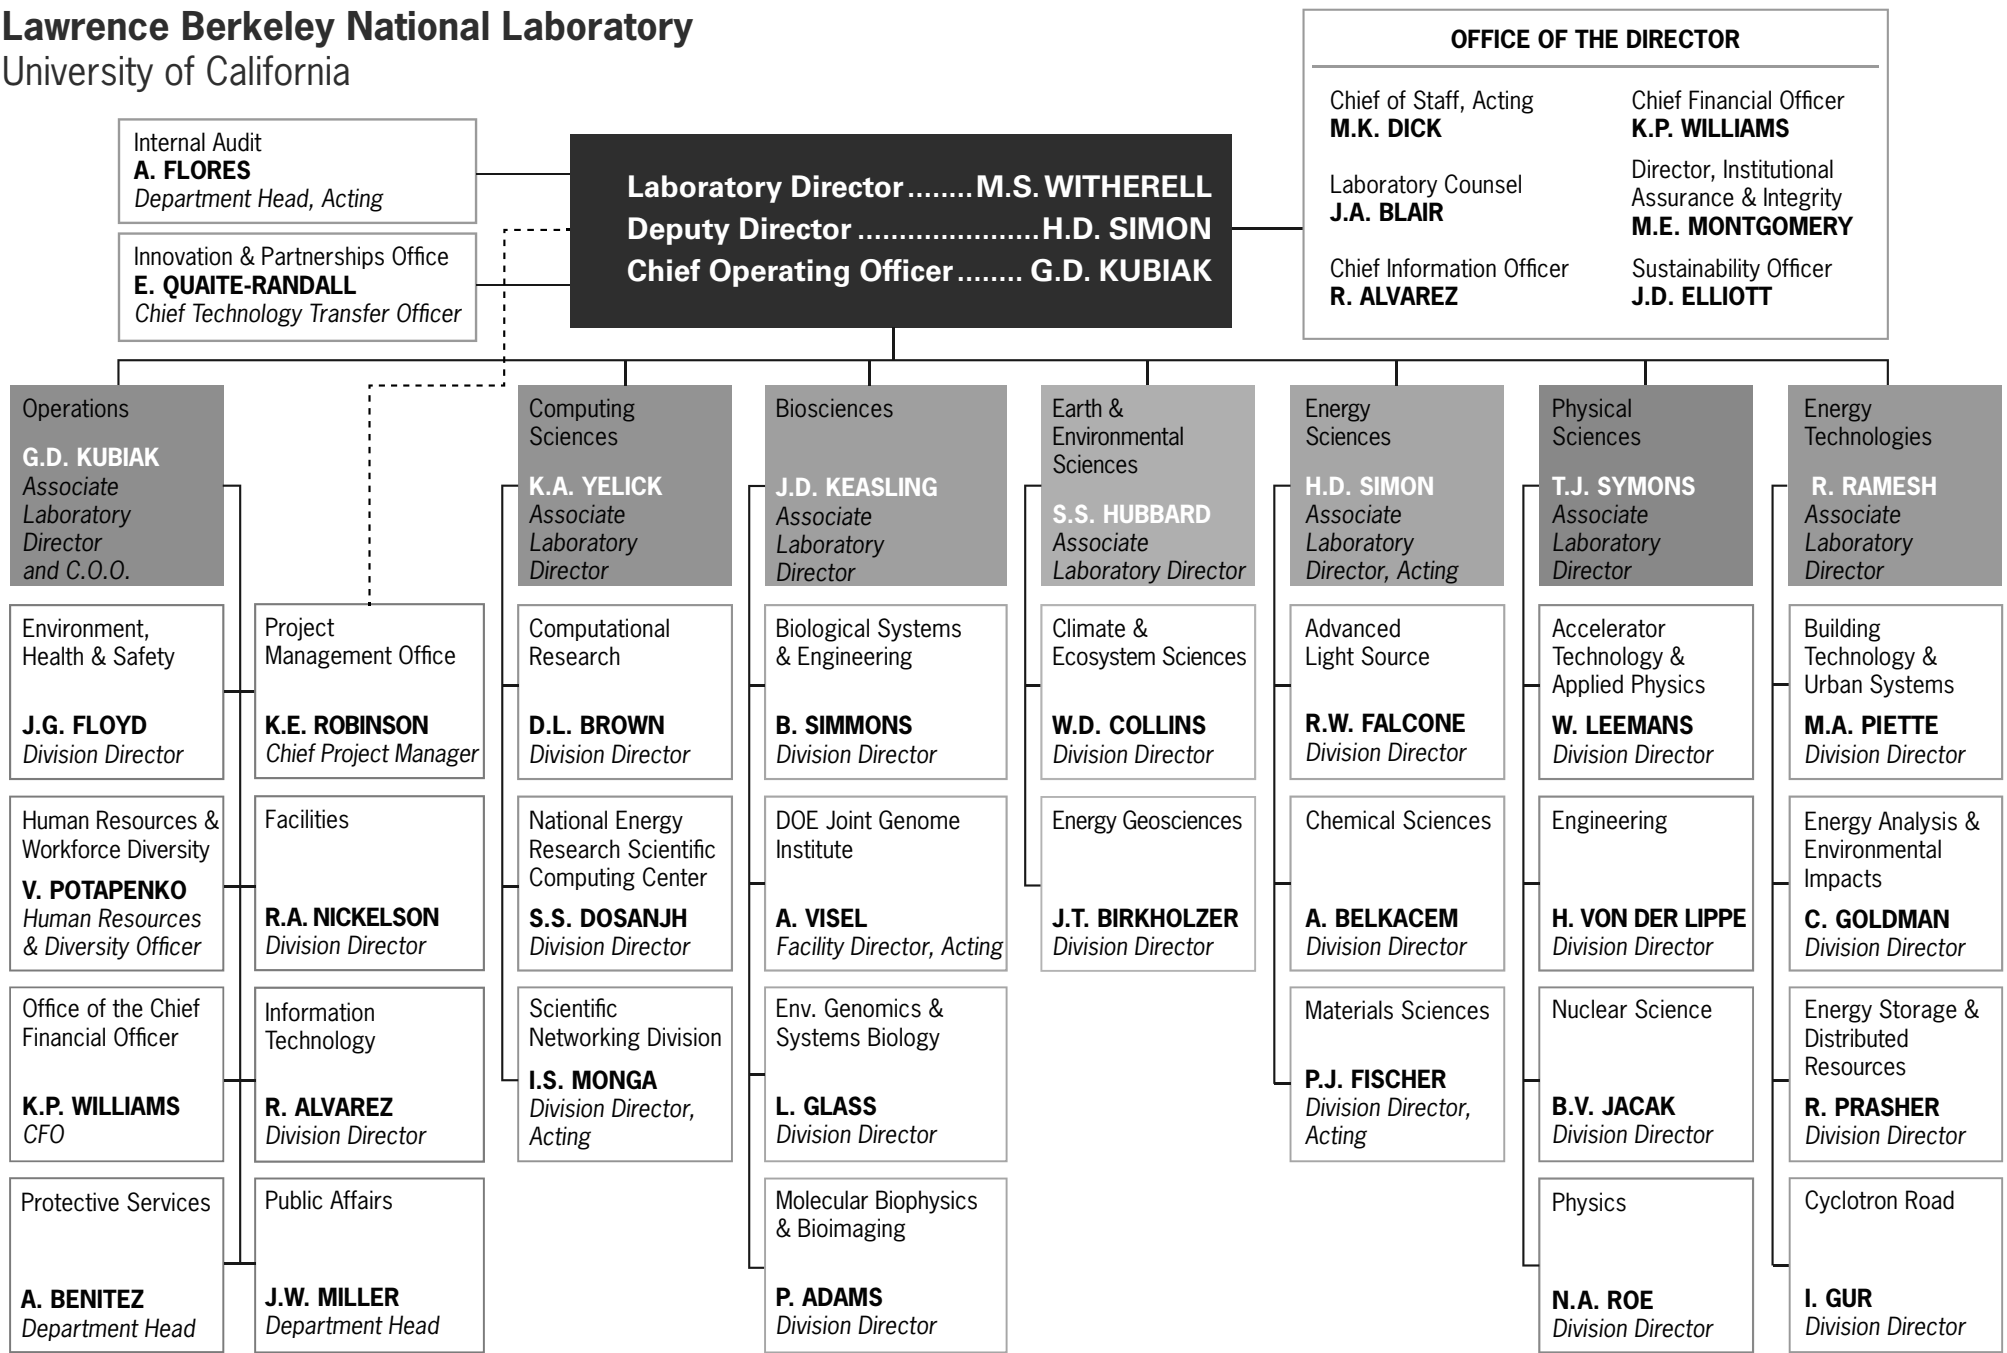 Lawrence Berkeley National Laboratory
University of California
OFFICE OF THE DIRECTOR
Chief of Staff, Acting
M.K. DICK
Chief Financial Officer
K.P. WILLIAMS
Laboratory Counsel
J.A. BLAIR
Director, Institutional
Assurance & Integrity
M.E. MONTGOMERY
Chief Information Officer
R. ALVAREZ
Sustainability Officer
J.D. ELLIOTT
Internal Audit
A. FLORES
Department Head, Acting
Innovation & Partnerships Office
E. QUAITE-RANDALL
Chief Technology Transfer Officer
Laboratory Director ........ M.S. WITHERELL
Deputy Director ...................... H.D. SIMON
Chief Operating Officer ........ G.D. KUBIAK
Operations
G.D. KUBIAK
Associate
Laboratory
Director
and C.O.O.
Environment,
Health & Safety
J.G. FLOYD
Division Director
Project
Management Office
K.E. ROBINSON
Chief Project Manager
Human Resources &
Workforce Diversity
V. POTAPENKO
Human Resources
& Diversity Officer
Facilities
R.A. NICKELSON
Division Director
Office of the Chief
Financial Officer
K.P. WILLIAMS
CFO
Information
Technology
R. ALVAREZ
Division Director
Protective Services
A. BENITEZ
Department Head
Public Affairs
J.W. MILLER
Department Head
Computing
Sciences
K.A. YELICK
Associate
Laboratory
Director
Computational
Research
D.L. BROWN
Division Director
National Energy
Research Scientific
Computing Center
S.S. DOSANJH
Division Director
Scientific
Networking Division
I.S. MONGA
Division Director,
Acting
Biosciences
J.D. KEASLING
Associate
Laboratory
Director
Biological Systems
& Engineering
B. SIMMONS
Division Director
DOE Joint Genome
Institute
A. VISEL
Facility Director, Acting
Env. Genomics &
Systems Biology
L. GLASS
Division Director
Molecular Biophysics
& Bioimaging
P. ADAMS
Division Director
Earth &
Environmental
Sciences
S.S. HUBBARD
Associate
Laboratory Director
Climate &
Ecosystem Sciences
W.D. COLLINS
Division Director
Energy Geosciences
J.T. BIRKHOLZER
Division Director
Energy
Sciences
H.D. SIMON
Associate
Laboratory
Director, Acting
Advanced
Light Source
R.W. FALCONE
Division Director
Chemical Sciences
A. BELKACEM
Division Director
Materials Sciences
P.J. FISCHER
Division Director,
Acting
Physical
Sciences
T.J. SYMONS
Associate
Laboratory
Director
Accelerator
Technology &
Applied Physics
W. LEEMANS
Division Director
Engineering
H. VON DER LIPPE
Division Director
Nuclear Science
B.V. JACAK
Division Director
Physics
N.A. ROE
Division Director
Energy
Technologies
R. RAMESH
Associate
Laboratory
Director
Building
Technology &
Urban Systems
M.A. PIETTE
Division Director
Energy Analysis &
Environmental
Impacts
C. GOLDMAN
Division Director
Energy Storage &
Distributed
Resources
R. PRASHER
Division Director
Cyclotron Road
I. GUR
Division Director